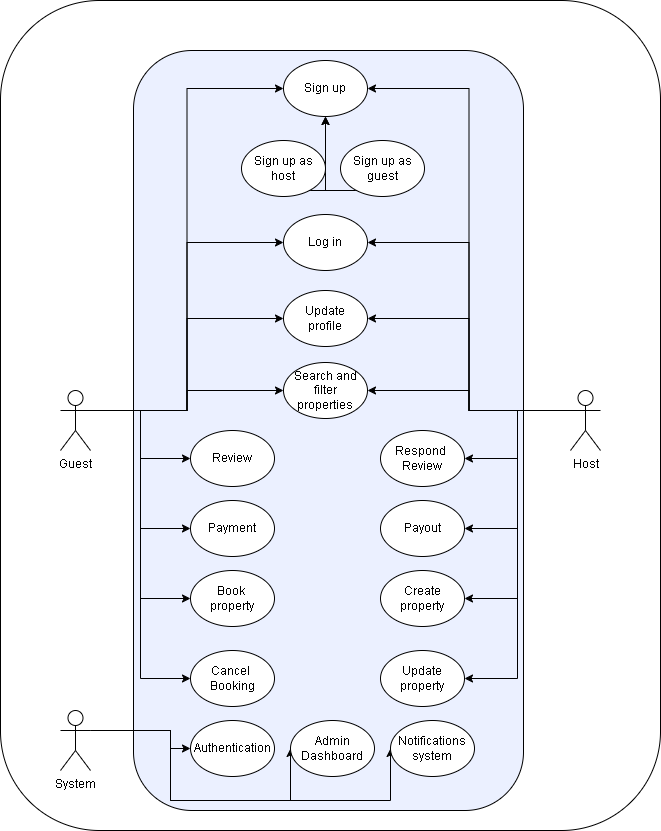 Sign up
Sign up as
host
Sign up as
guest
Log in
Update
profile
Search and
filter
properties
Guest
Host
Review
Respond
Review
Payment
Payout
Book
property
Create
property
Cancel
Booking
Update
property
System
Authentication
Admin
Dashboard
Notifications
system